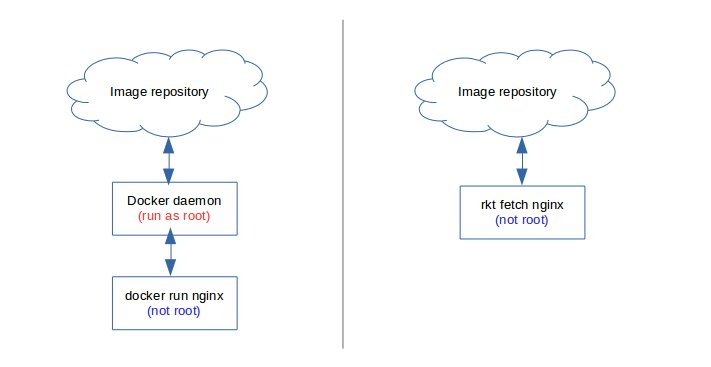 Image repository
Docker daemon
(run as root)
docker run nginx
(not root)
Image repository
rkt fetch nginx
(not root)